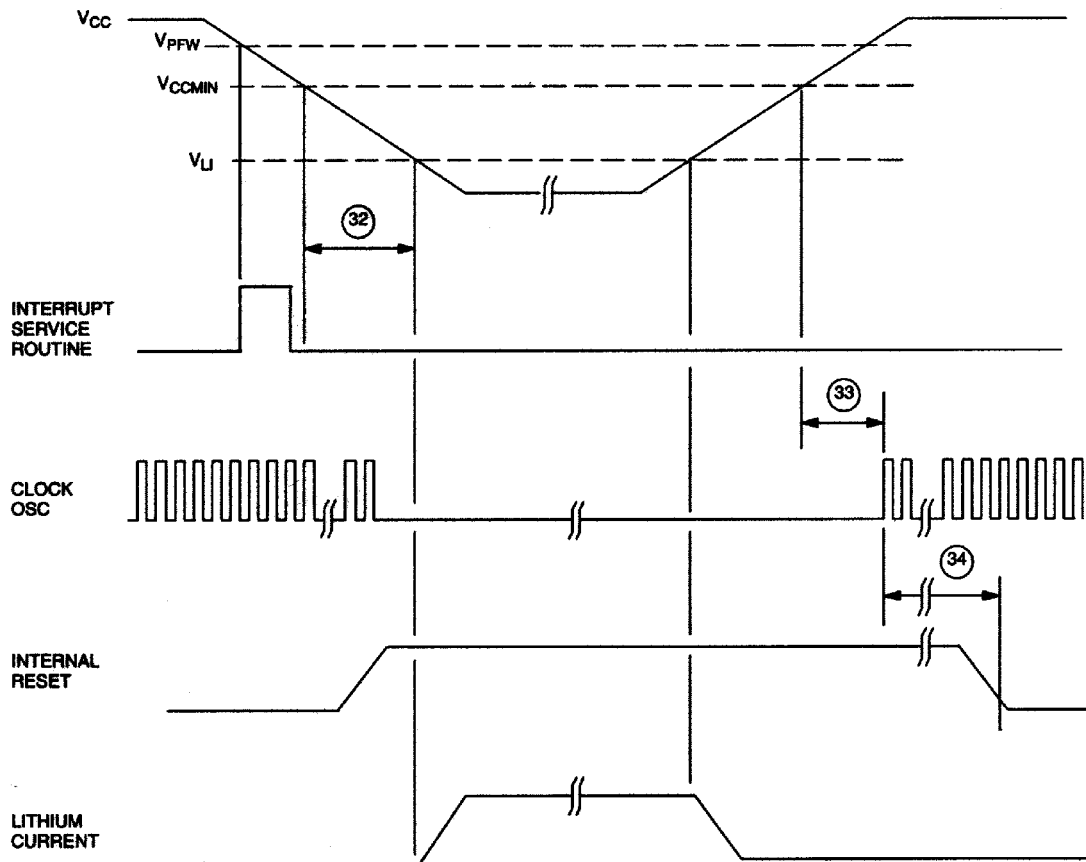 VCC
VPFW
VCCMIN
VLI
32
INTERRUPT
SERVICE
ROUTINE
33
CLOCK
OSC
34
INTERNAL
RESET
LITHIUM
CURRENT